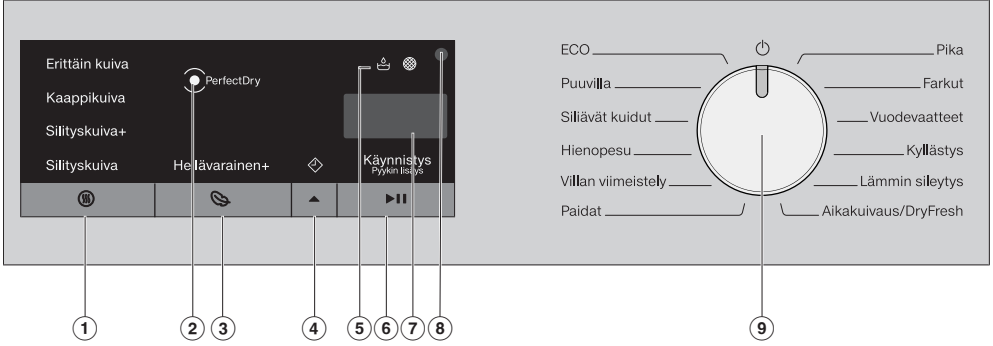 Erittäin kuiva
PerfectDry
Kaappikuiva
Silityskuiva+
Silityskuiva
Hellävarainen+
Käynnistys
Pyykin lisäys
ECO
Puuvilla
Siliävät kuidut
Hienopesu
Villan viimeistely
Paidat
Pika
Farkut
Vuodevaatteet
Kyllästys
Lämmin sileytys
Aikakuivaus/DryFresh
1 2 3 4 5 6 7 8 9